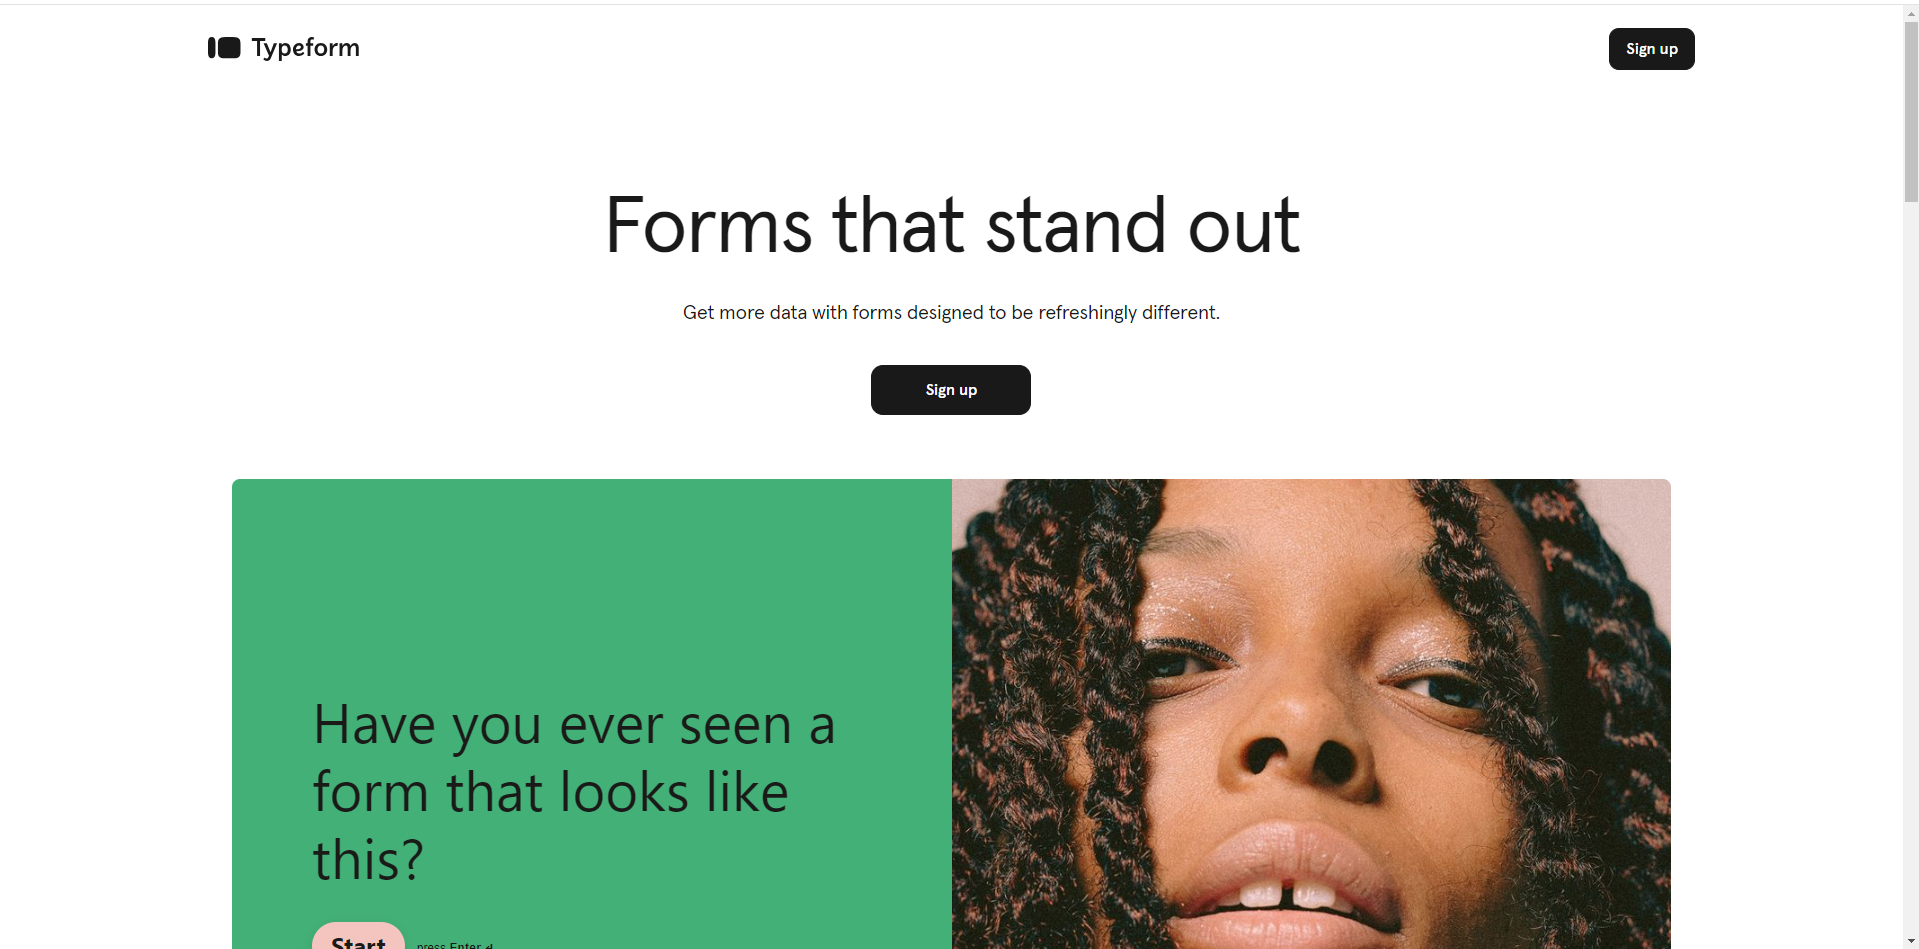 Typeform
Sign up
Forms that stand out
Get more data with forms designed to be refreshingly different.
Sign up
Have you ever seen a
form that looks like
this?
Start
press Enter ↵